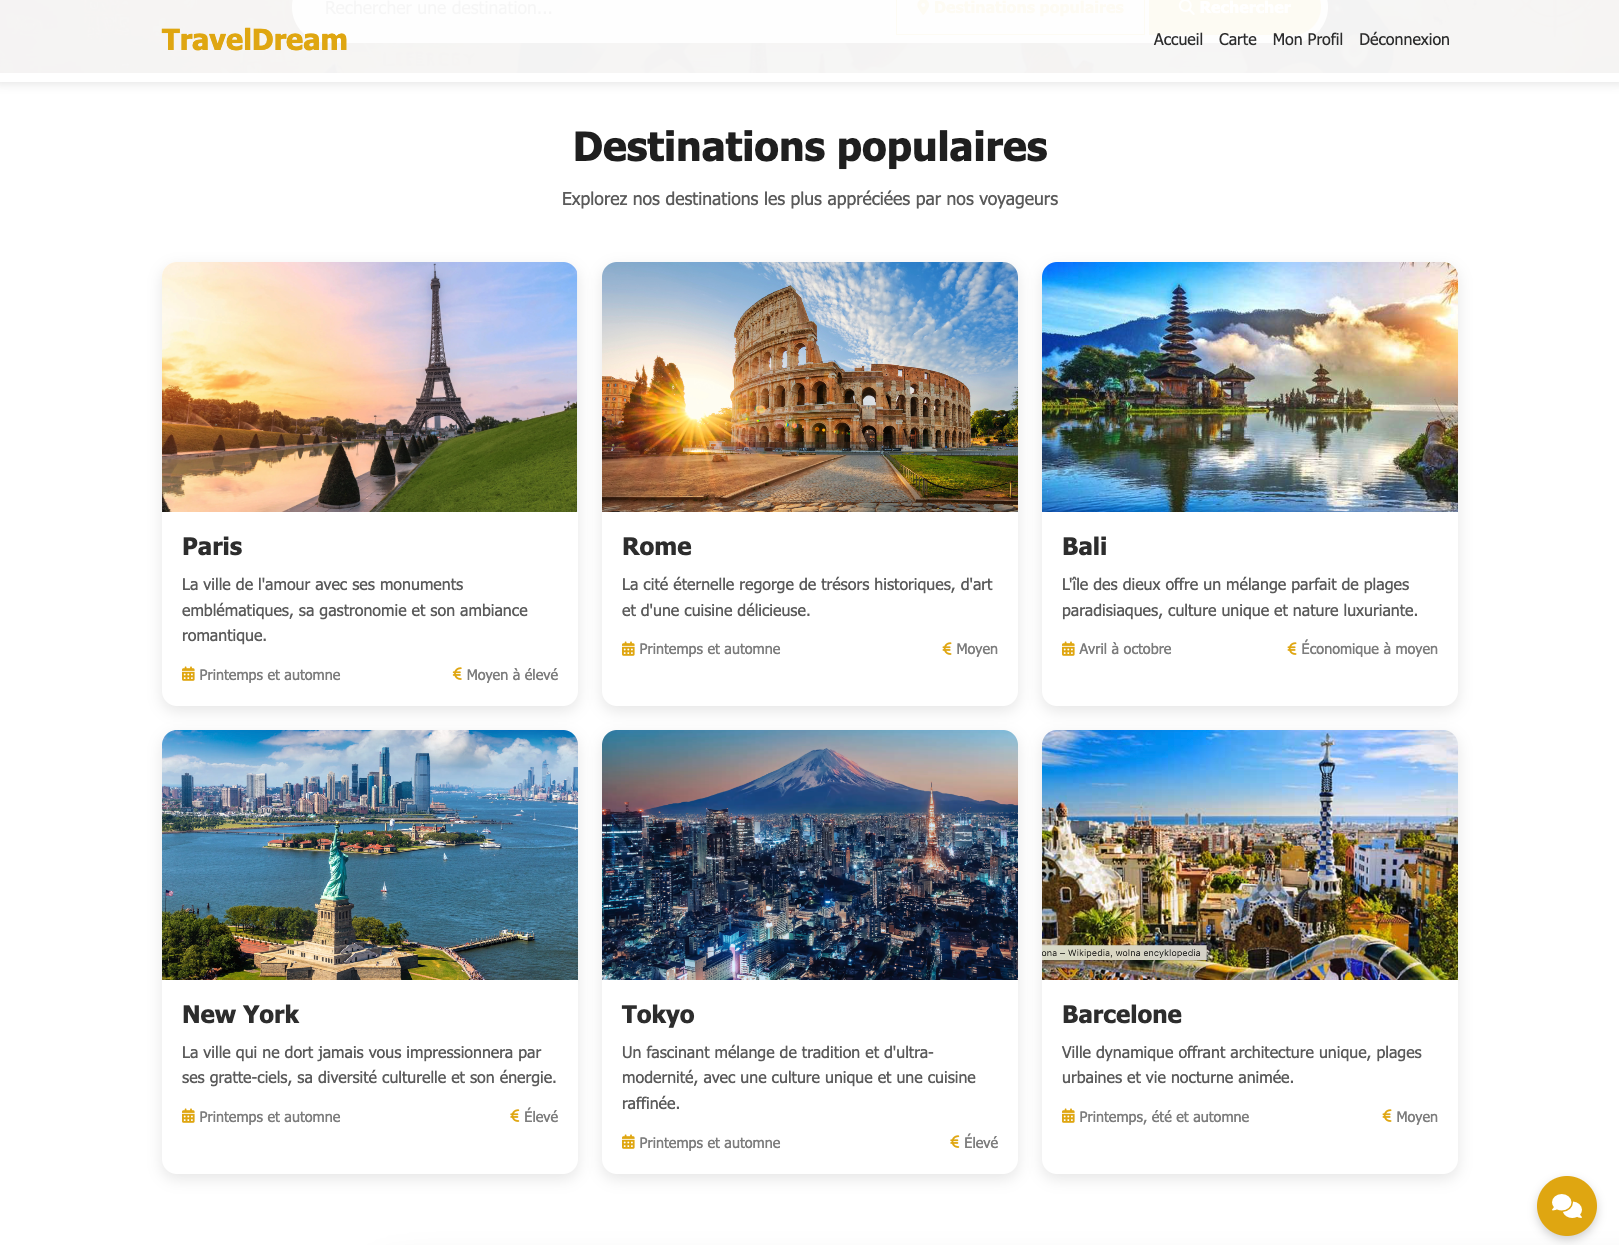 Rechercher une destination...
Destinations populaires
Rechercher
TravelDream
Accueil
Carte
Mon Profil
Déconnexion
Destinations populaires
Explorez nos destinations les plus appréciées par nos voyageurs
Paris
La ville de l'amour avec ses monuments
emblématiques, sa gastronomie et son ambiance
romantique.
Printemps et automne
€ Moyen à élevé
Rome
La cité éternelle regorge de trésors historiques, d'art
et d'une cuisine délicieuse.
Printemps et automne
€ Moyen
Bali
L'île des dieux offre un mélange parfait de plages
paradisiaques, culture unique et nature luxuriante.
Avril à octobre
€ Économique à moyen
New York
La ville qui ne dort jamais vous impressionnera par
ses gratte-ciels, sa diversité culturelle et son énergie.
Printemps et automne
€ Élevé
Tokyo
Un fascinant mélange de tradition et d'ultra-
modernité, avec une culture unique et une cuisine
raffinée.
Printemps et automne
€ Élevé
ona – Wikipedia, wolna encyklopedia
Barcelone
Ville dynamique offrant architecture unique, plages
urbaines et vie nocturne animée.
Printemps, été et automne
€ Moyen